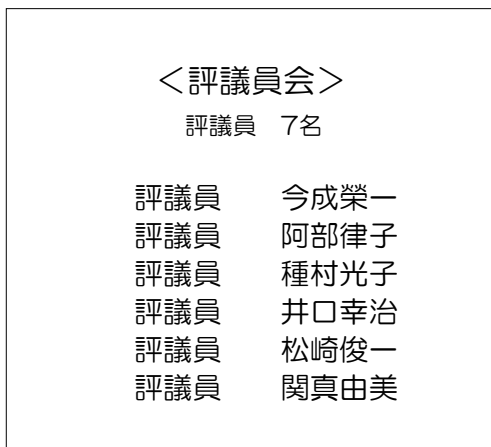 ＜評議員会＞
評議員　7名
評議員　今成榮一
評議員　阿部律子
評議員　種村光子
評議員　井口幸治
評議員　松崎俊一
評議員　関真由美